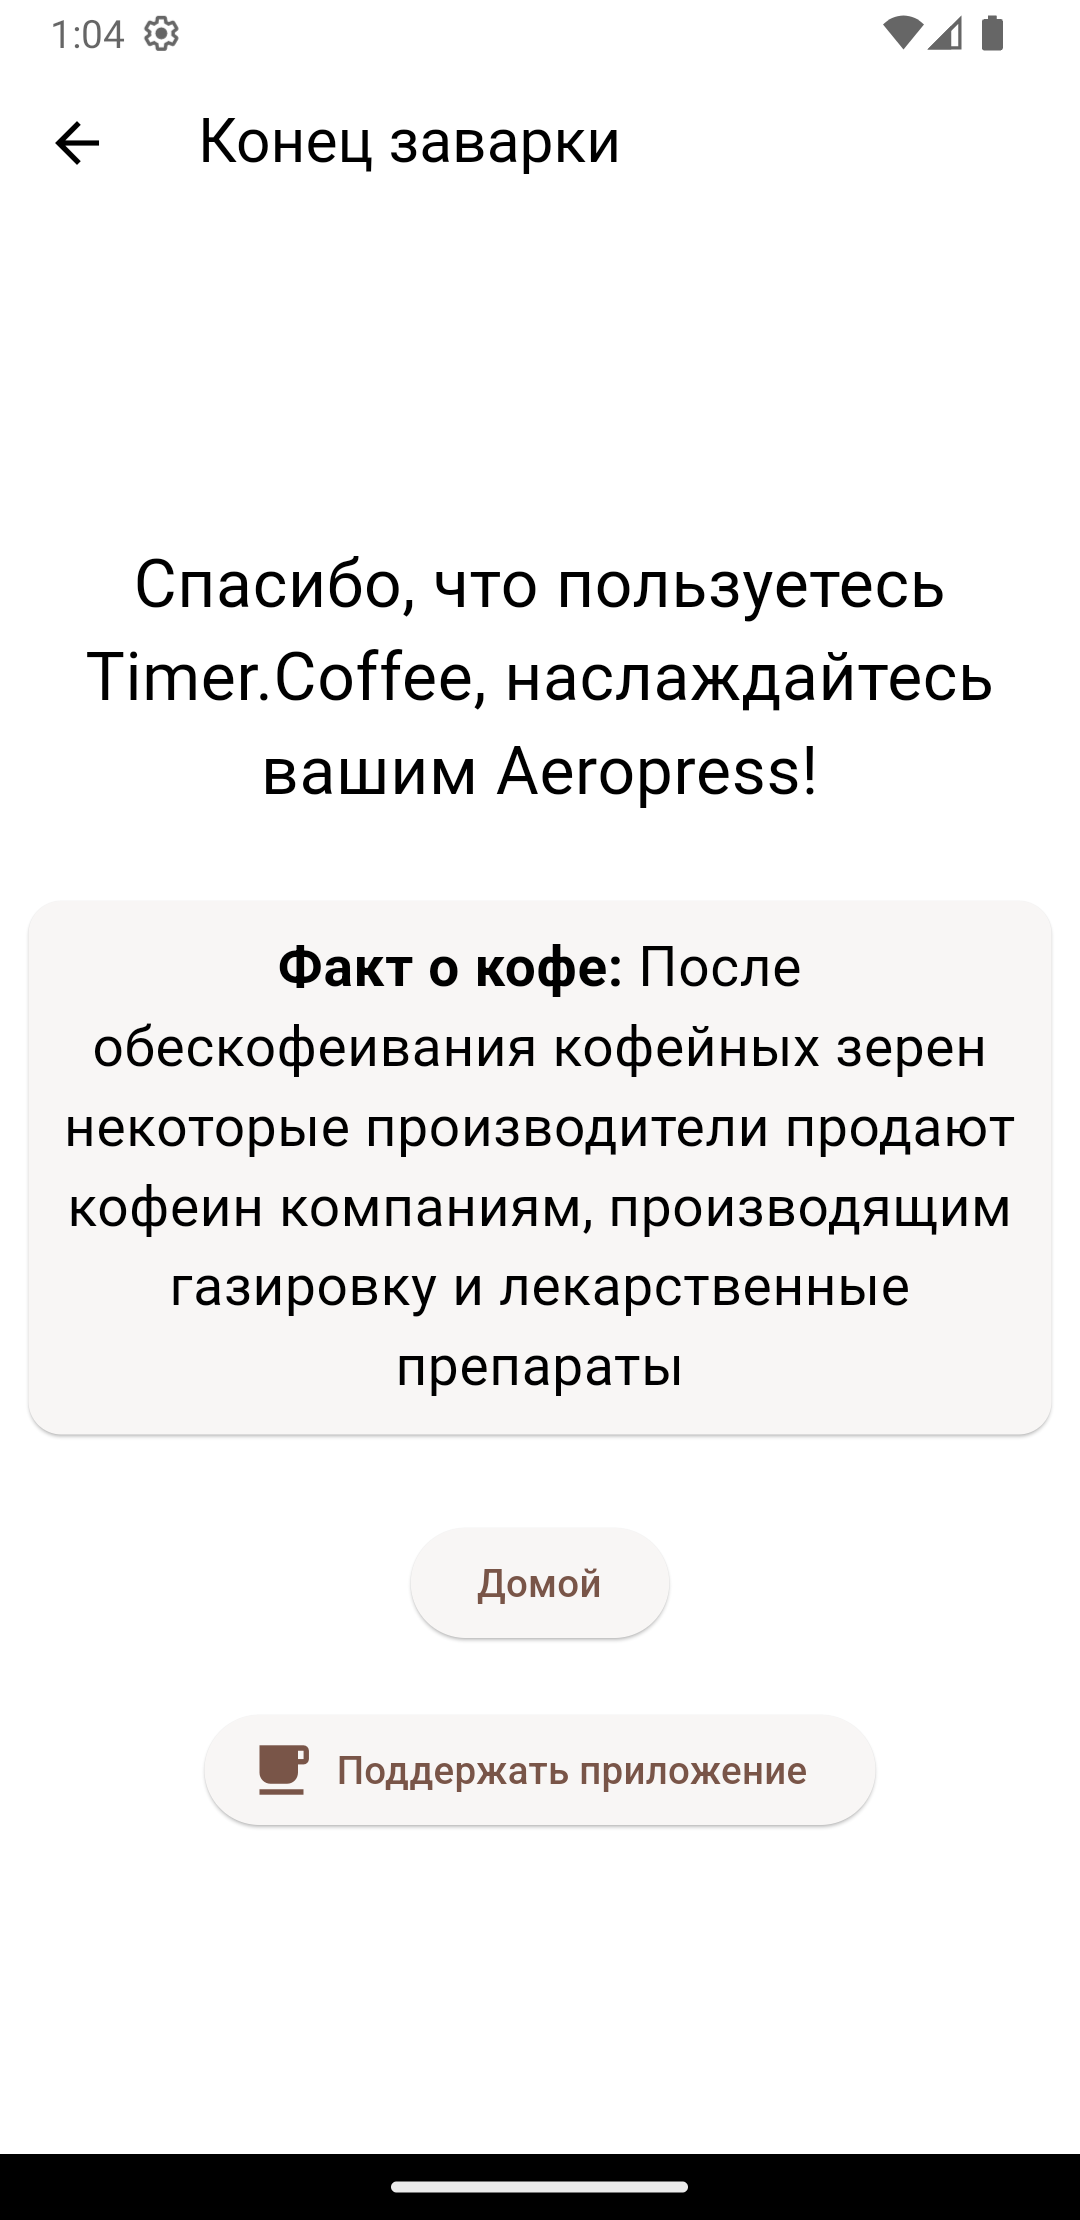 1:04
Конец заварки
Спасибо, что пользуетесь
Timer.Coffee, наслаждайтесь
вашим Aeropress!
Факт о кофе: После
обескофеивания кофейных зерен
некоторые производители продают
кофеин компаниям, производящим
газировку и лекарственные
препараты
Домой
Поддержать приложение